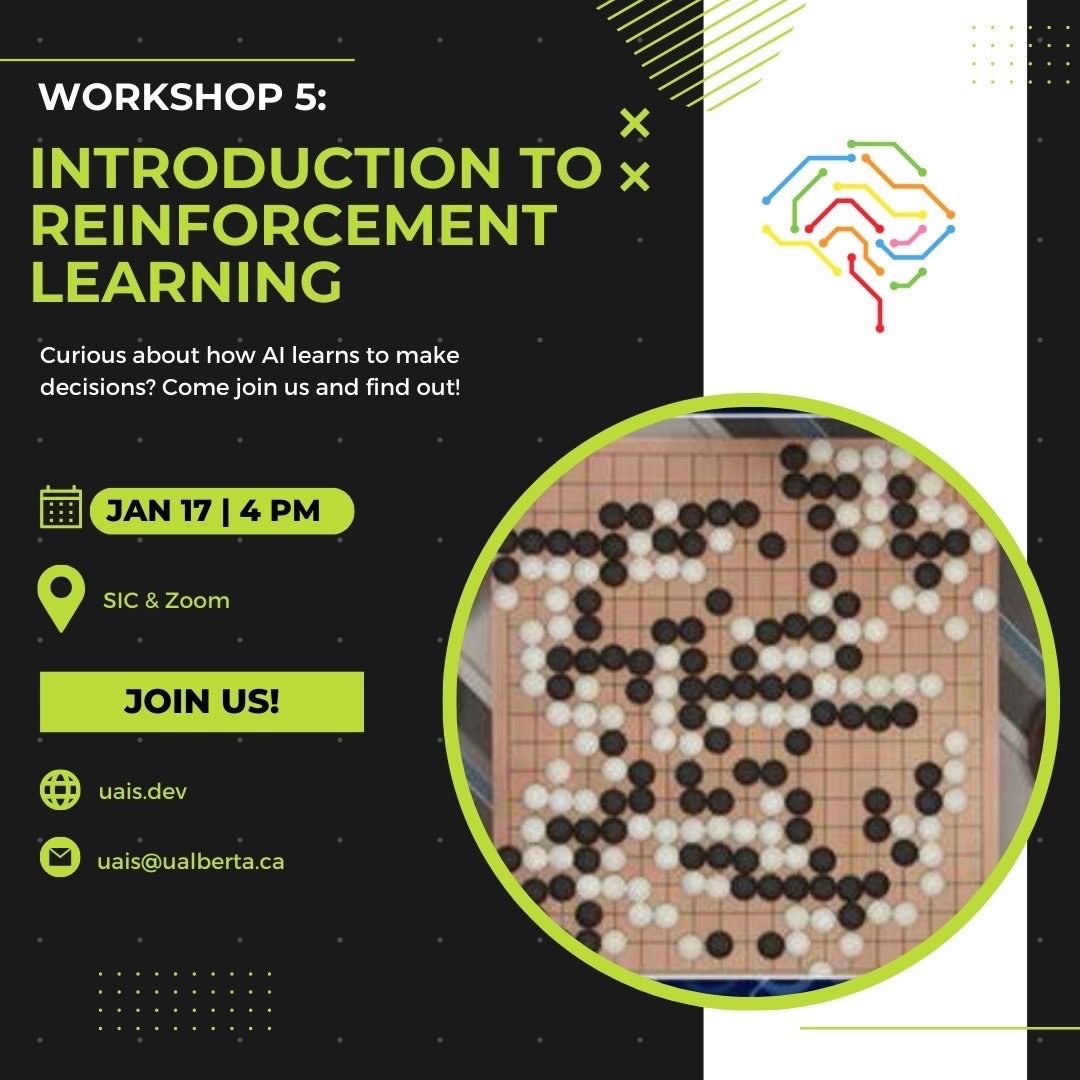 WORKSHOP 5:
INTRODUCTION TO
REINFORCEMENT
LEARNING
Curious about how AI learns to make
decisions? Come join us and find out!
JAN 17 | 4 PM
SIC & Zoom
JOIN US!
uais.dev
uais@ualberta.ca